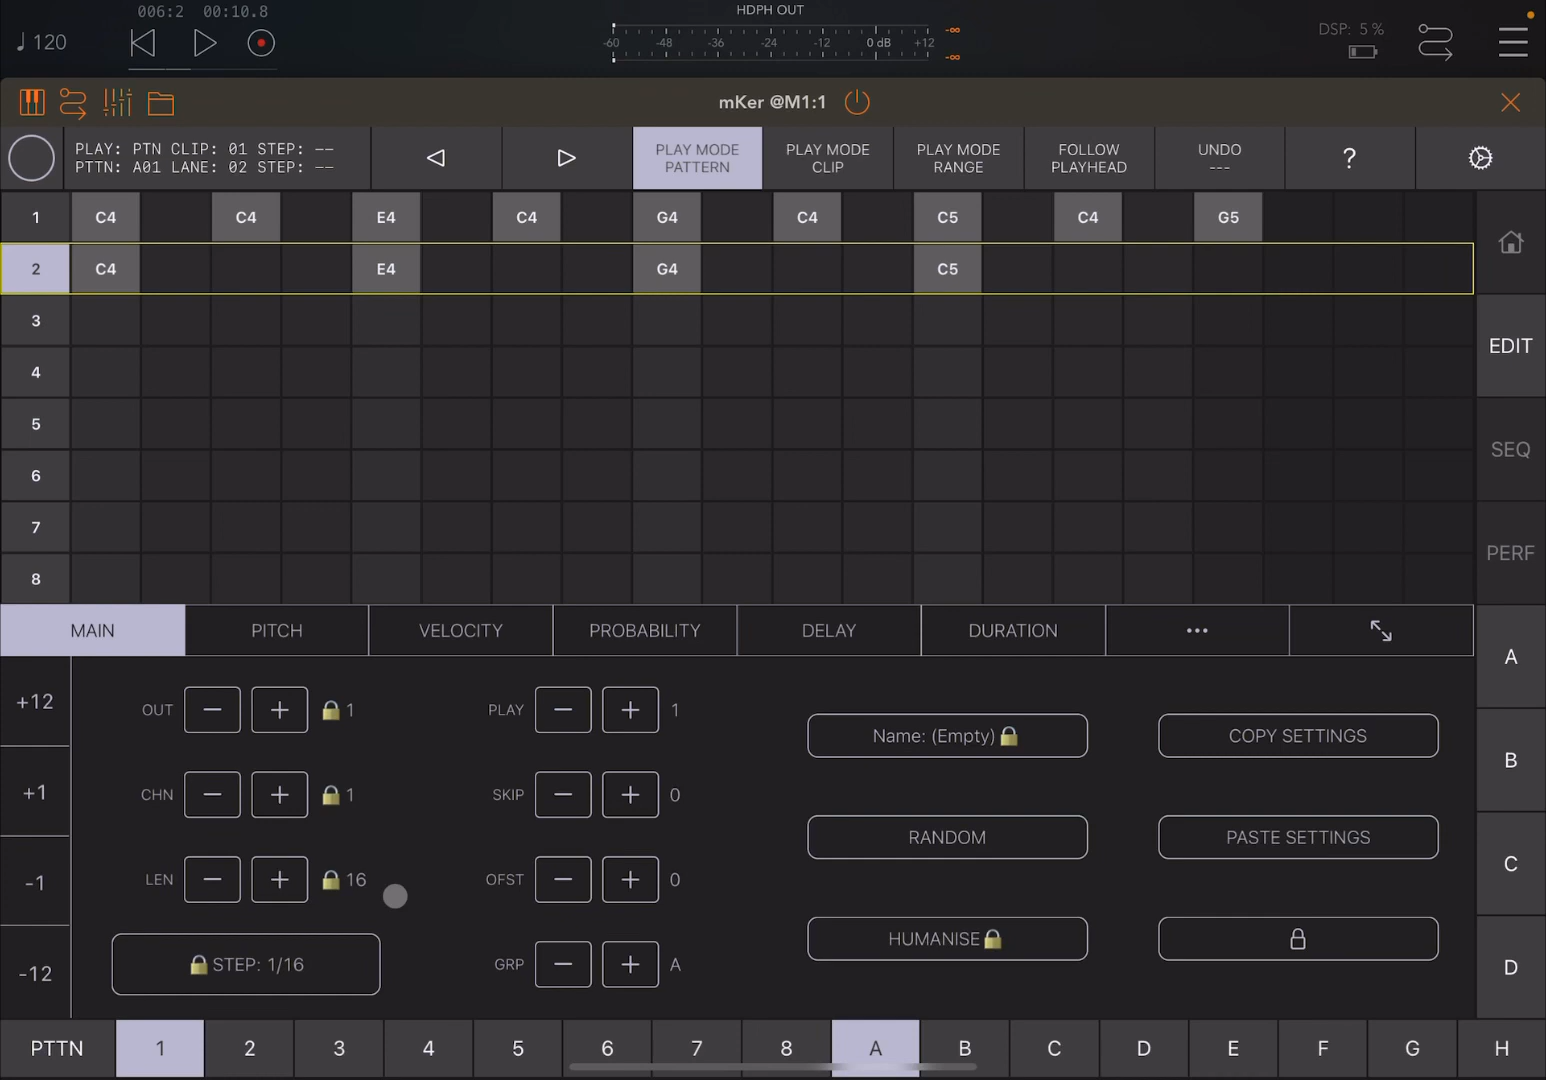 006:2 00:10.8 HDPH OUT
♩ 120 -60 -48 -36 -24 -12 0 dB +12 -∞ -∞ DSP: 5 %
mKer @M1:1
PLAY: PTN CLIP: 01 STEP: --
PTTN: A01 LANE: 02 STEP: --
PLAY MODE
PATTERN
PLAY MODE
CLIP
PLAY MODE
RANGE
FOLLOW
PLAYHEAD
UNDO
---
?
1 C4 C4 E4 C4 G4 C4 C5 C4 G5
2 C4 E4 G4 C5
3
EDIT
4
5
SEQ
6
7
PERF
8
MAIN PITCH VELOCITY PROBABILITY DELAY DURATION ...
A
+12 OUT − + 1 PLAY − + 1 Name: (Empty) COPY SETTINGS
B
+1 CHN − + 1 SKIP − + 0
RANDOM PASTE SETTINGS
C
-1 LEN − + 16 OFST − + 0
HUMANISE
D
-12 STEP: 1/16 GRP − + A
PTTN 1 2 3 4 5 6 7 8 A B C D E F G H